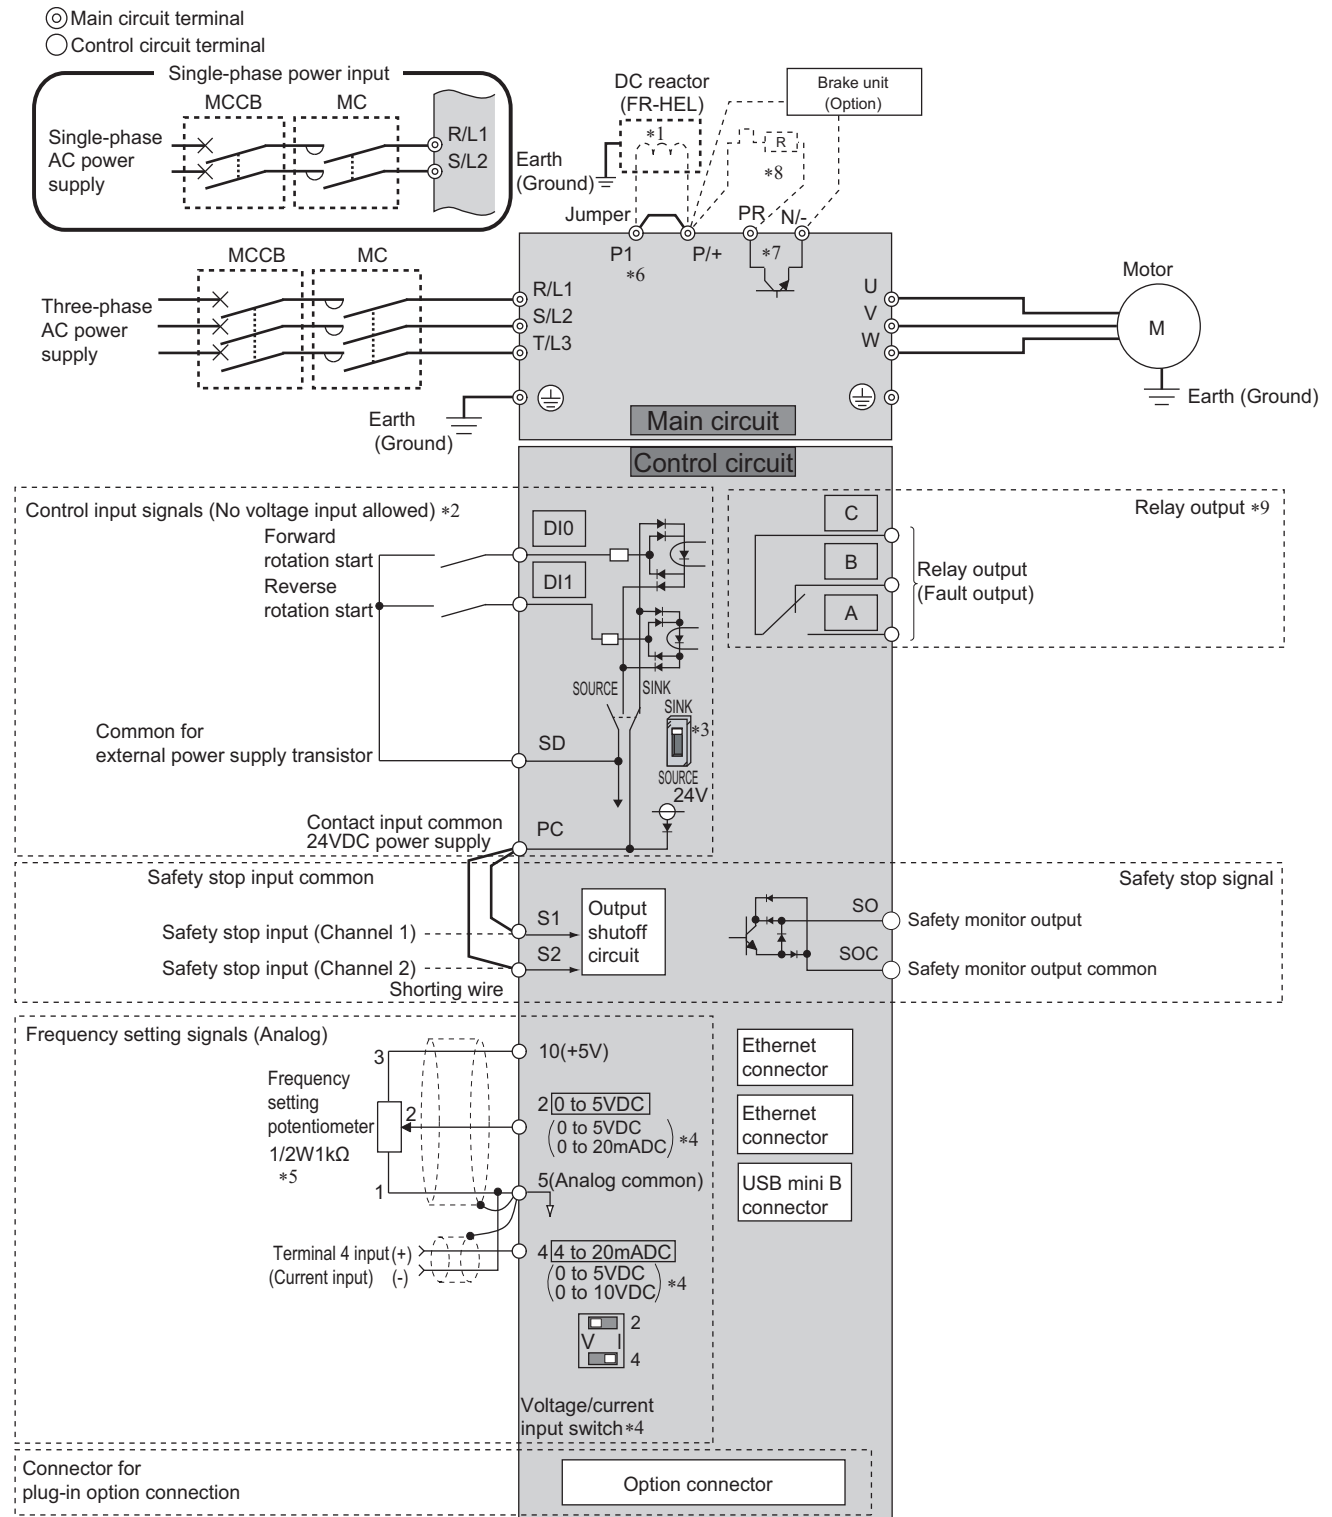 Main circuit terminal
Control circuit terminal
Single-phase power input
MCCB
MC
Single-phase
AC power
supply
R/L1
S/L2
DC reactor
(FR-HEL)
*1
Earth
(Ground)
Brake unit
(Option)
R
*8
Jumper
PR
N/-
P1
*6
P/+
*7
MCCB
MC
Three-phase
AC power
supply
R/L1
S/L2
T/L3
U
V
W
Motor
M
Earth (Ground)
Earth
(Ground)
Main circuit
Control circuit
Control input signals (No voltage input allowed) *2
Forward
rotation start
Reverse
rotation start
DI0
DI1
SOURCE
SINK
SINK
*3
SOURCE
24V
Common for
external power supply transistor
SD
Contact input common
24VDC power supply
PC
Relay output *9
C
B
A
Relay output
(Fault output)
Safety stop input common
Safety stop signal
Safety stop input (Channel 1)
S1
Safety stop input (Channel 2)
S2
Shorting wire
Output
shutoff
circuit
SO
Safety monitor output
SOC
Safety monitor output common
Frequency setting signals (Analog)
3
10(+5V)
Frequency
setting
potentiometer
1/2W1kΩ
*5
2
2 0 to 5VDC
0 to 5VDC
0 to 20mADC
*4
1
5(Analog common)
Terminal 4 input (+)
(Current input) (-)
4 4 to 20mADC
0 to 5VDC
0 to 10VDC
*4
2
V I
4
Voltage/current
input switch*4
Ethernet
connector
Ethernet
connector
USB mini B
connector
Connector for
plug-in option connection
Option connector